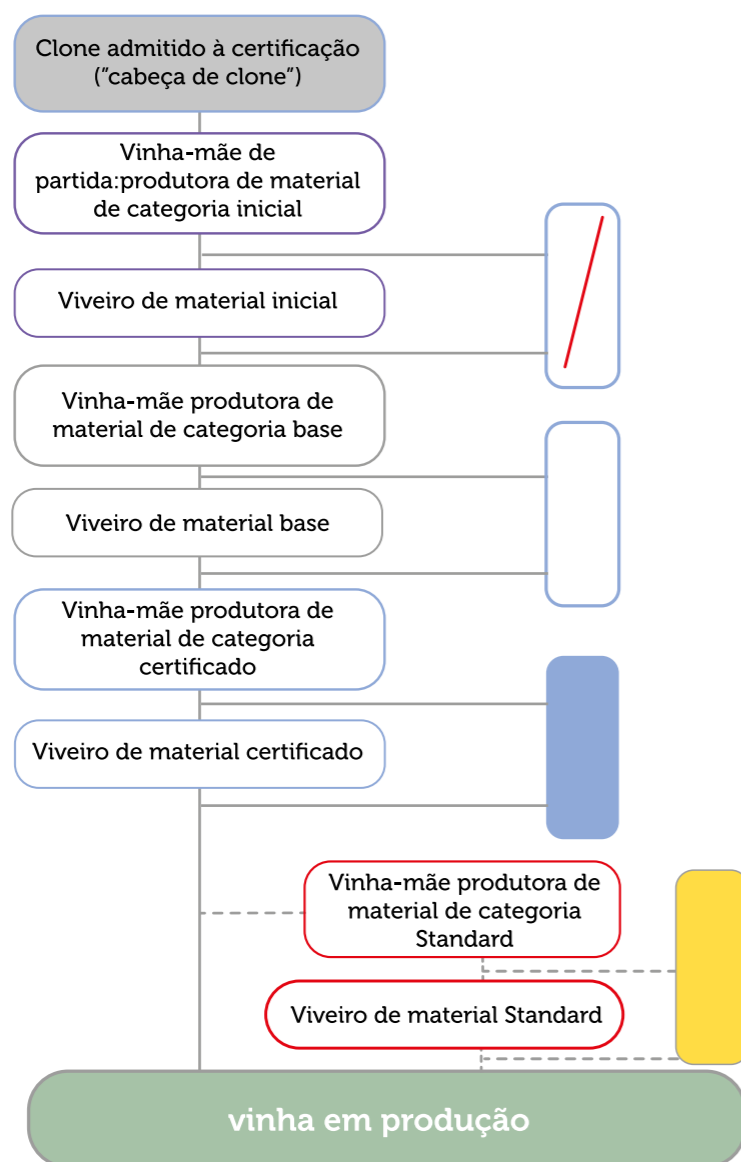 Clone admitido à certificação
("cabeça de clone")
Vinha-mãe de
partida:produtora de material
de categoria inicial
Viveiro de material inicial
Vinha-mãe produtora de
material de categoria base
Viveiro de material base
Vinha-mãe produtora de
material de categoria
certificado
Viveiro de material certificado
Vinha-mãe produtora de
material de categoria
Standard
Viveiro de material Standard
vinha em produção